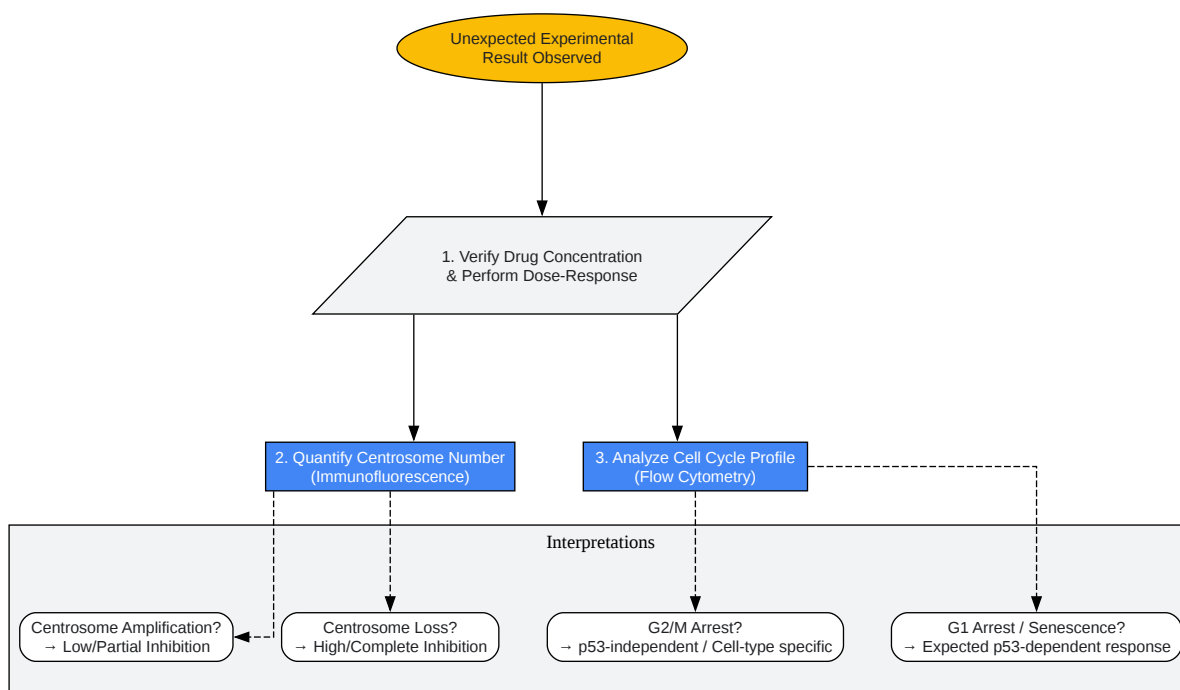 Unexpected Experimental
Result Observed
1. Verify Drug Concentration
& Perform Dose-Response
2. Quantify Centrosome Number
(Immunofluorescence)
3. Analyze Cell Cycle Profile
(Flow Cytometry)
Interpretations
Centrosome Amplification?
→ Low/Partial Inhibition
Centrosome Loss?
→ High/Complete Inhibition
G2/M Arrest?
→ p53-independent / Cell-type specific
G1 Arrest / Senescence?
→ Expected p53-dependent response